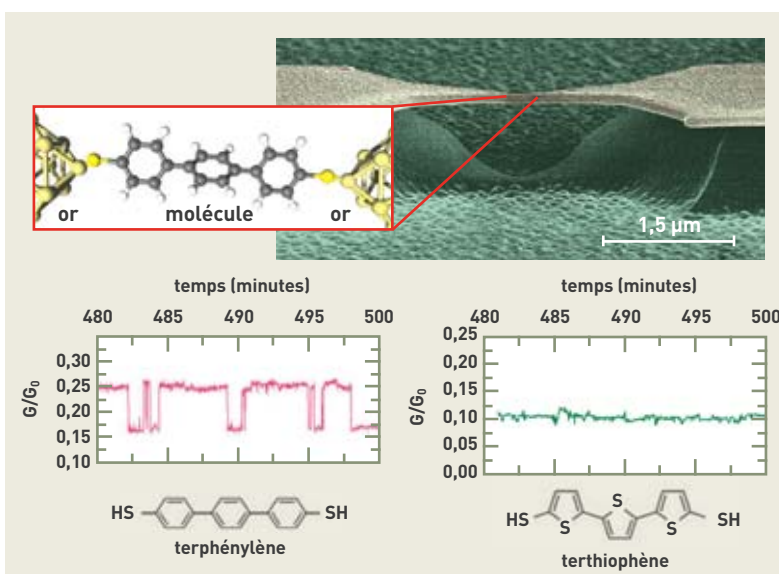 or molécule or
1,5 µm
temps (minutes)
480 485 490 495 500
0,30
0,25
0,20
0,15
0,10
G/G₀
HS SH
terphénylène
temps (minutes)
480 485 490 495 500
0,25
0,20
0,15
0,10
0,05
0,00
G/G₀
S
HS S S SH
terthiophène